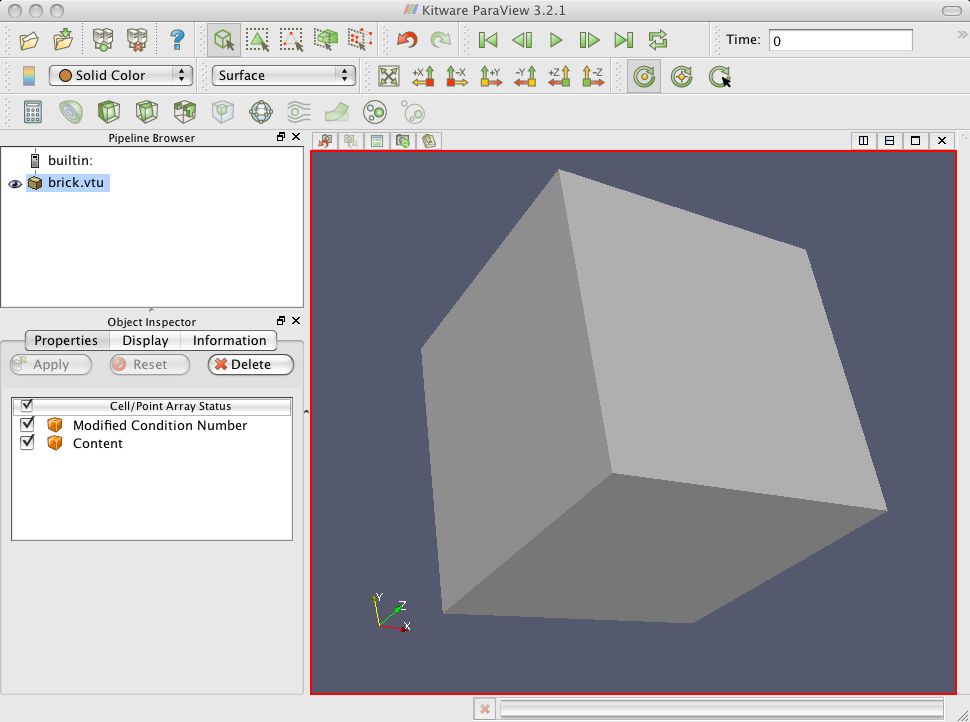 Kitware ParaView 3.2.1
?
Time: 0
Solid Color
Surface
+X -X +Y -Y +Z -Z
Pipeline Browser
builtin:
brick.vtu
Object Inspector
Properties Display Information
Apply Reset Delete
Cell/Point Array Status
Modified Condition Number
Content
Y
Z
X